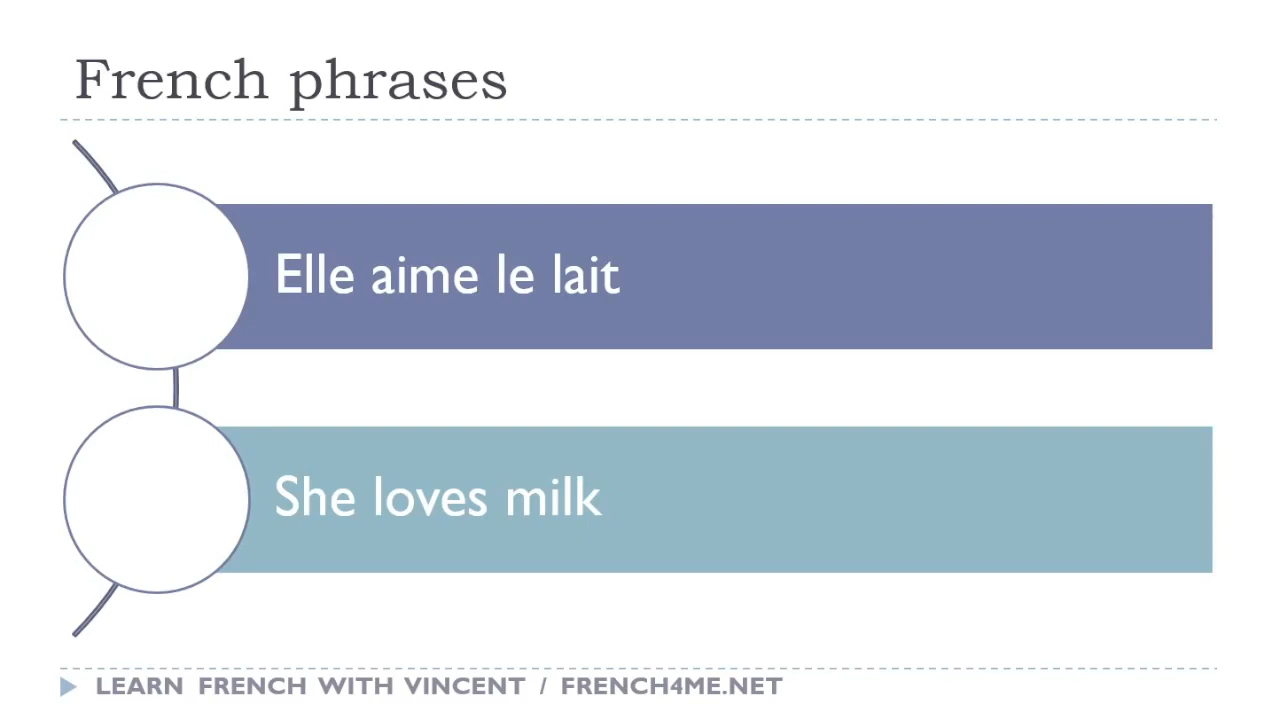 French phrases
Elle aime le lait
She loves milk
LEARN FRENCH WITH VINCENT / FRENCH4ME.NET